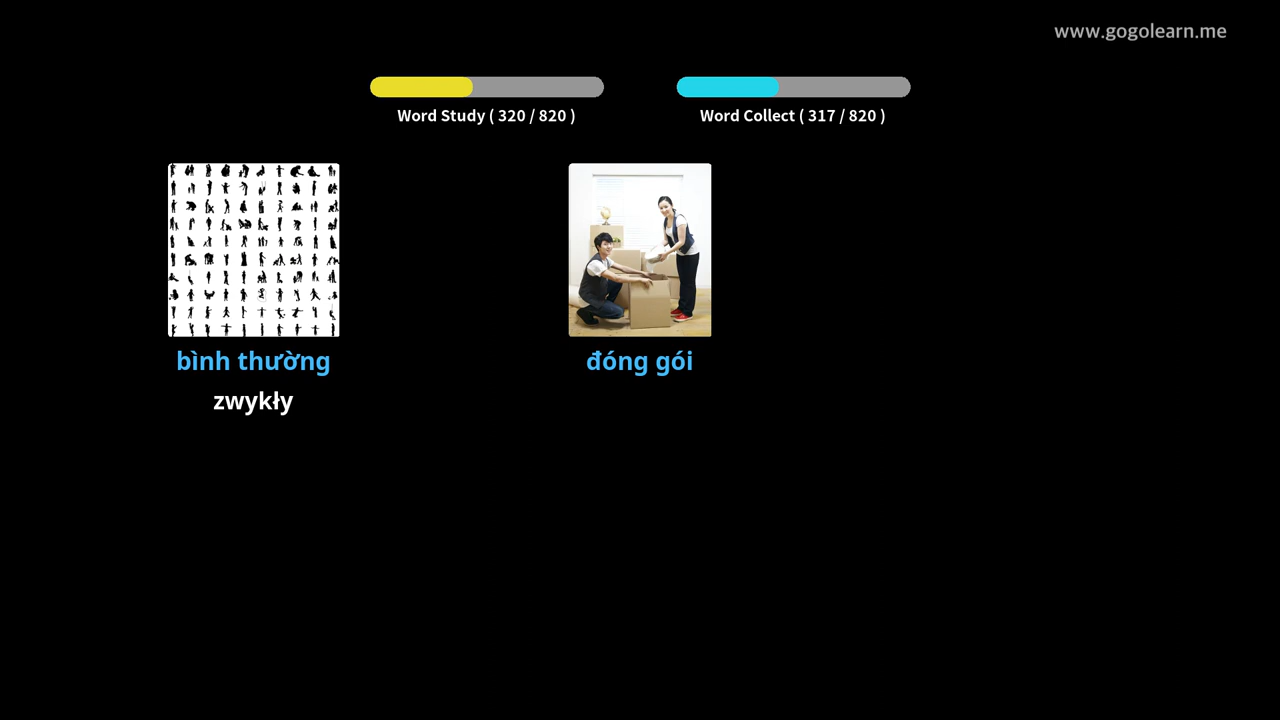 www.gogolearn.me
Word Study ( 320 / 820 )
Word Collect ( 317 / 820 )
bình thường
zwykły
đóng gói